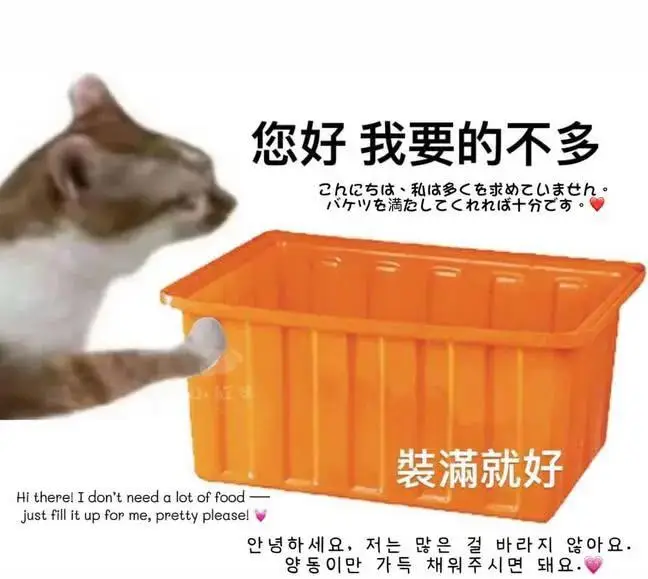 您好 我要的不多
こんにちは、私は多くを求めていません。
バケツを満たしてくれれば十分です。❤️
裝滿就好
Hi there! I don't need a lot of food —
just fill it up for me, pretty please! 💗
안녕하세요, 저는 많은 걸 바라지 않아요.
양동이만 가득 채워주시면 돼요.💗